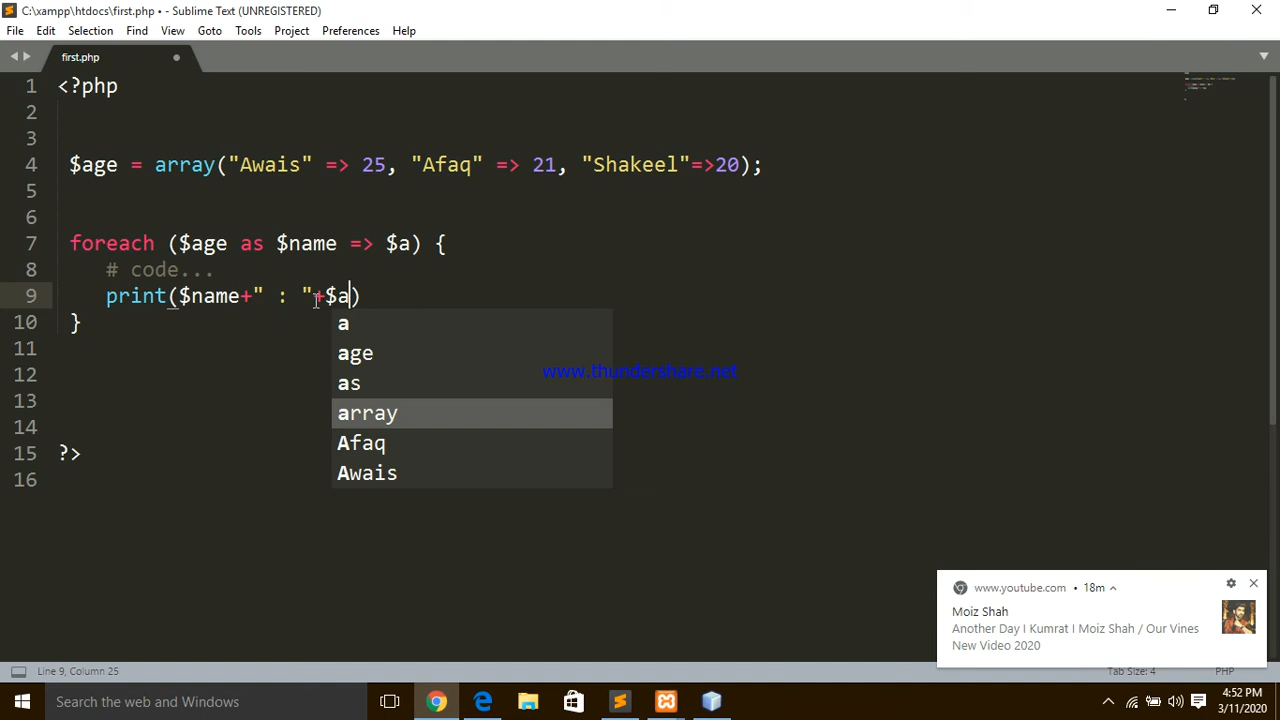 C:\xampp\htdocs\first.php • - Sublime Text (UNREGISTERED)
File Edit Selection Find View Goto Tools Project Preferences Help
first.php
1 <?php
2
3
4 $age = array("Awais" => 25, "Afaq" => 21, "Shakeel"=>20);
5
6
7 foreach ($age as $name => $a) {
8 # code...
9 print($name+" : "+$a)
10 }
a
age
11
www.thundershare.net
12
as
13
array
14
Afaq
15 ?>
Awais
16
www.youtube.com • 18m
Moiz Shah
Another Day I Kumrat I Moiz Shah / Our Vines
New Video 2020
Line 9, Column 25
Tab Size: 4 PHP
Search the web and Windows
4:52 PM
3/11/2020